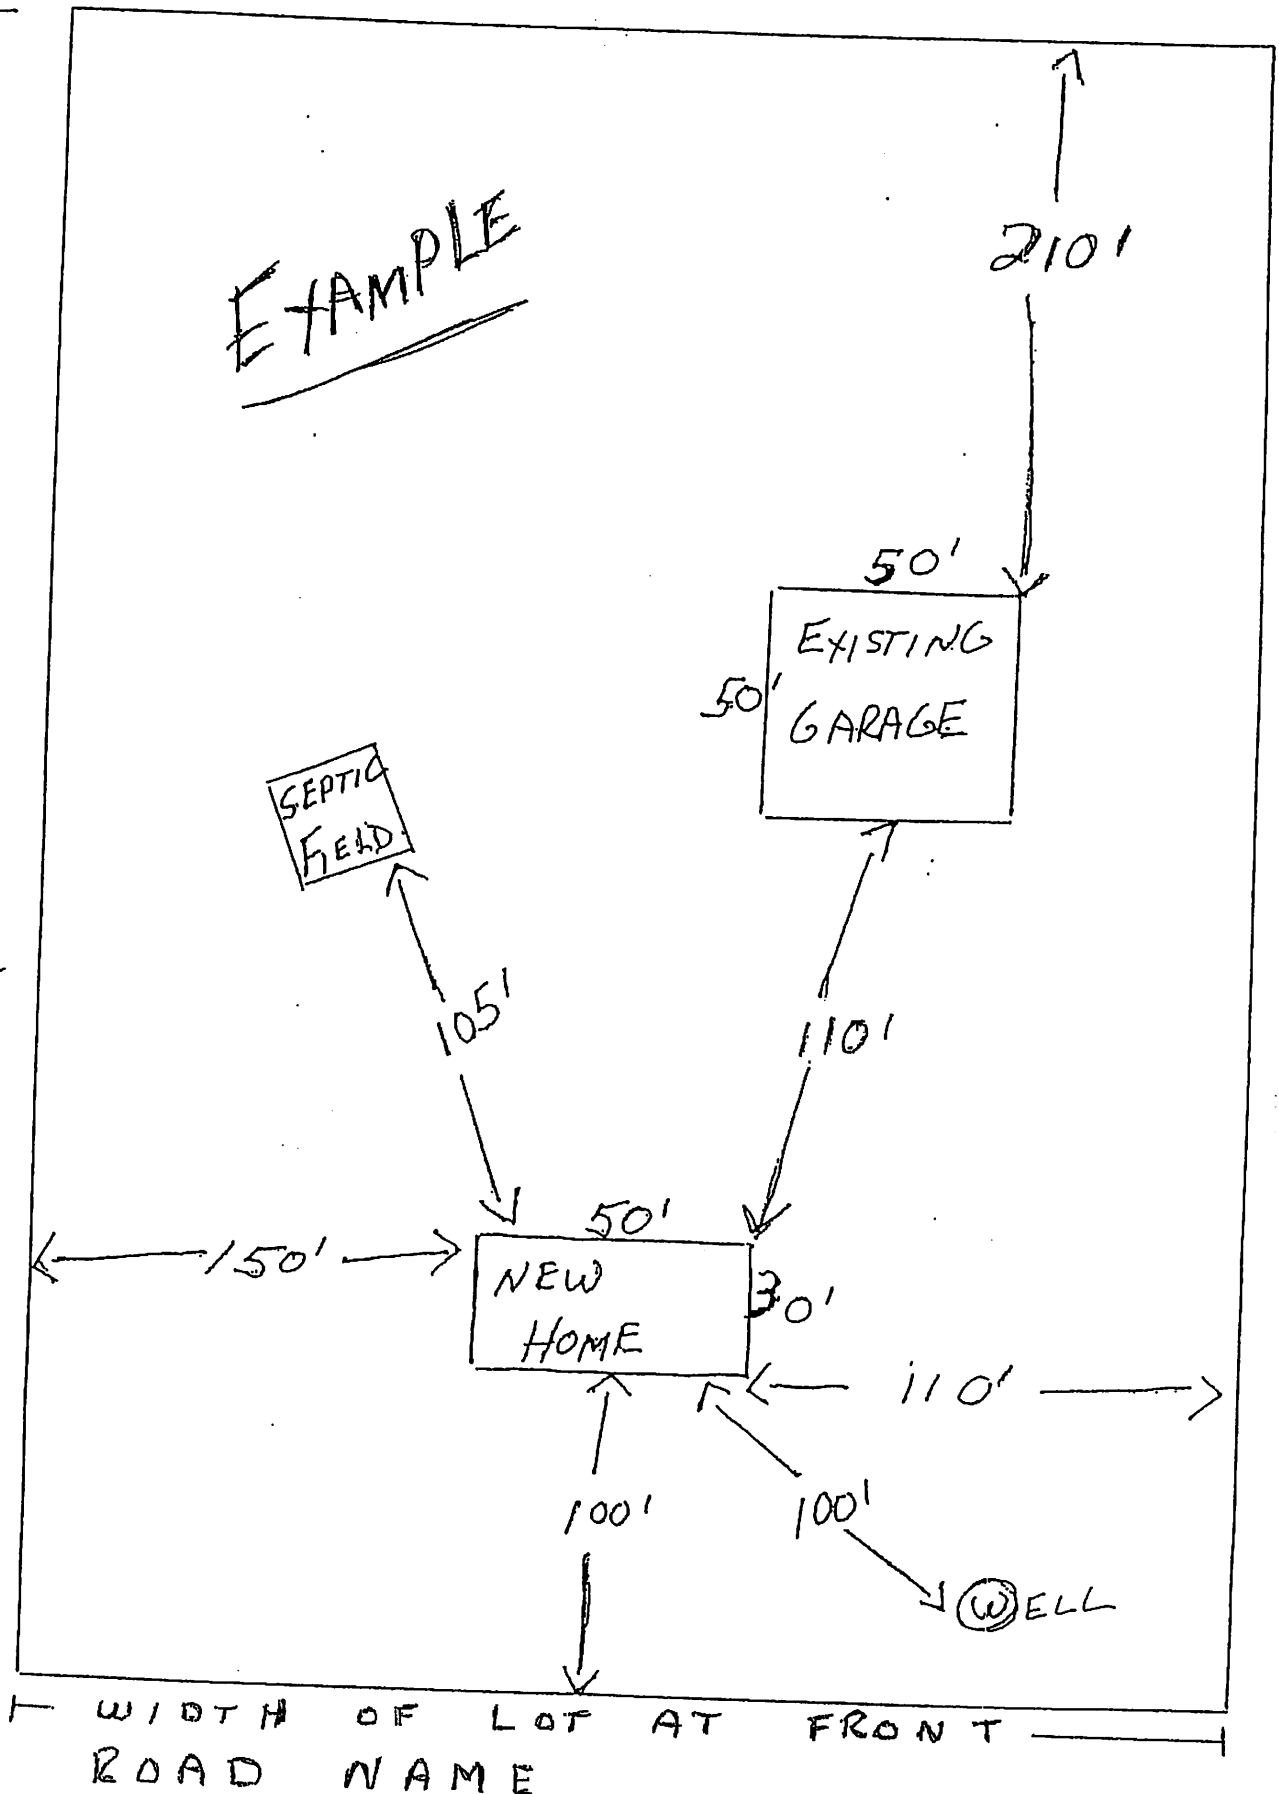 EXAMPLE
210'
50'
EXISTING
50'
GARAGE
SEPTIC
FIELD
105'
110'
50'
150'
NEW
30'
HOME
110'
100'
100'
WELL
WIDTH OF LOT AT FRONT
ROAD NAME